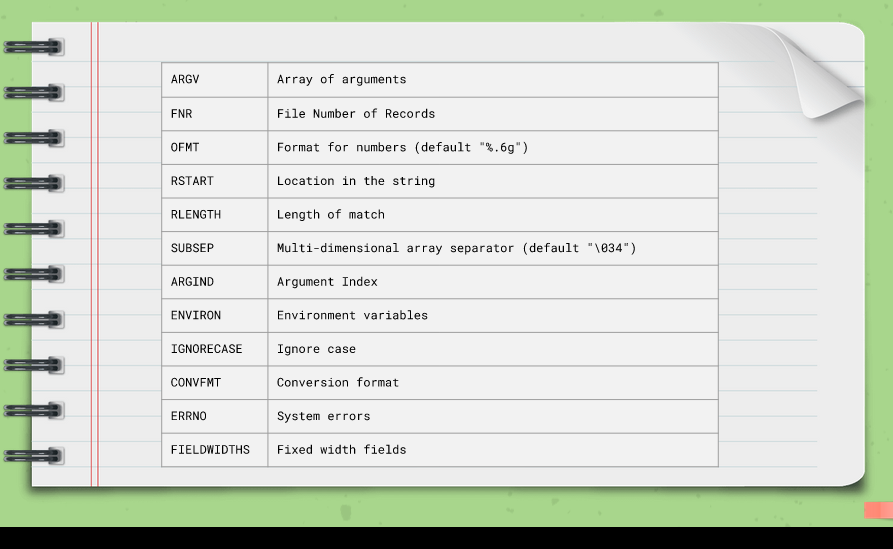 ARGV Array of arguments
FNR File Number of Records
OFMT Format for numbers (default "%.6g")
RSTART Location in the string
RLENGTH Length of match
SUBSEP Multi-dimensional array separator (default "\034")
ARGIND Argument Index
ENVIRON Environment variables
IGNORECASE Ignore case
CONVFMT Conversion format
ERRNO System errors
FIELDWIDTHS Fixed width fields